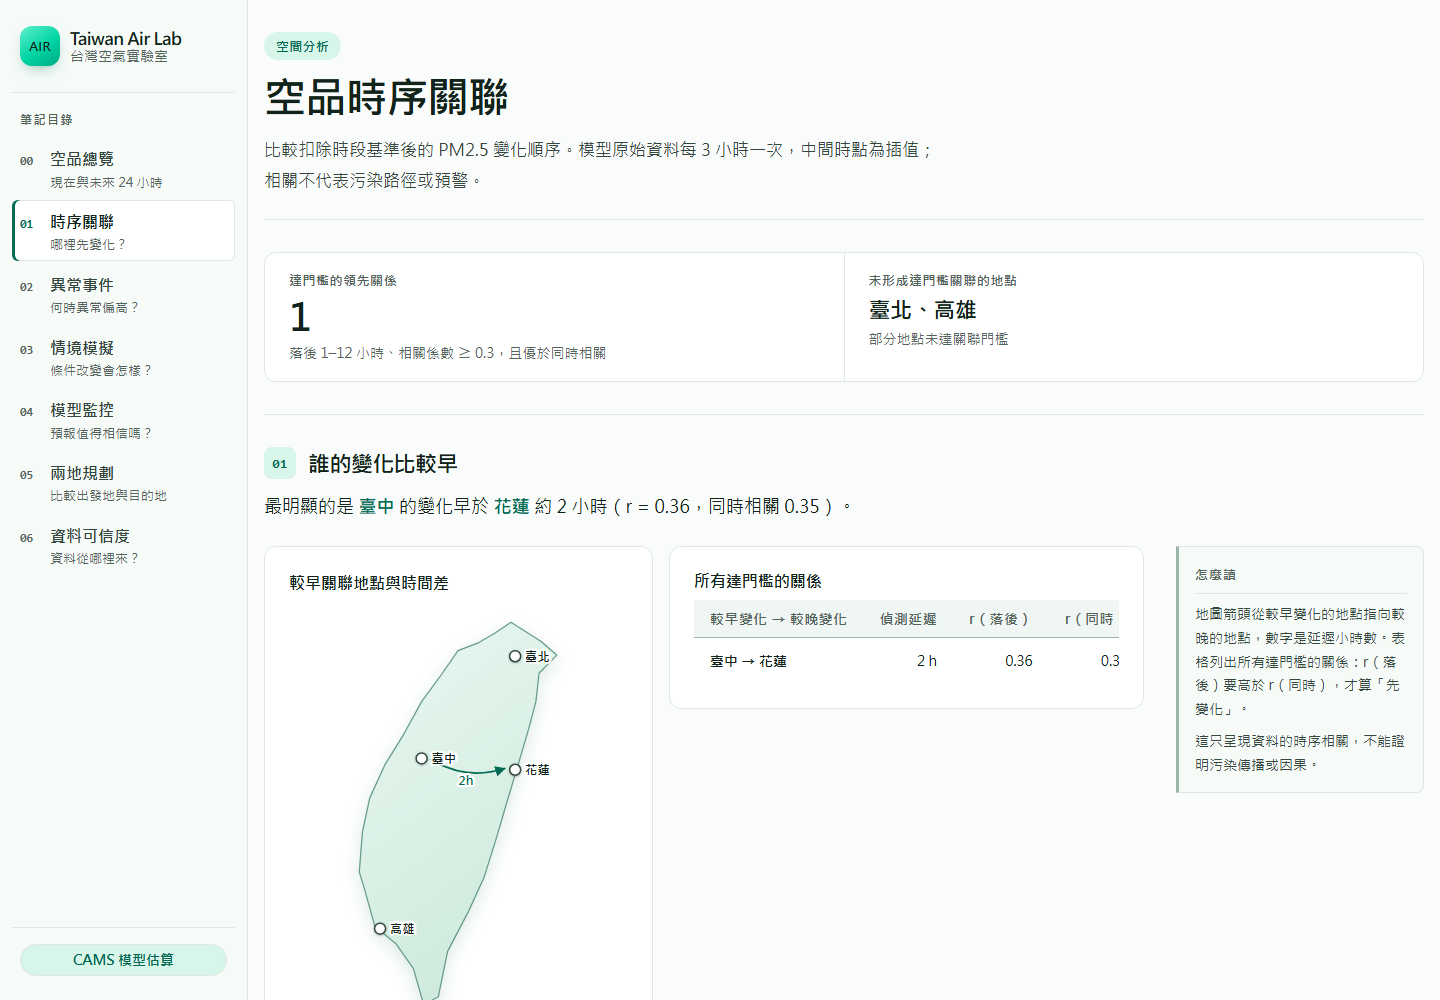 AIR
Taiwan Air Lab
台灣空氣實驗室
筆記目錄
00 空品總覽
現在與未來 24 小時
01 時序關聯
哪裡先變化？
02 異常事件
何時異常偏高？
03 情境模擬
條件改變會怎樣？
04 模型監控
預報值得相信嗎？
05 兩地規劃
比較出發地與目的地
06 資料可信度
資料從哪裡來？
CAMS 模型估算
空間分析
空品時序關聯
比較扣除時段基準後的 PM2.5 變化順序。模型原始資料每 3 小時一次，中間時點為插值；
相關不代表污染路徑或預警。
達門檻的領先關係
1
落後 1–12 小時、相關係數 ≥ 0.3，且優於同時相關
未形成達門檻關聯的地點
臺北、高雄
部分地點未達關聯門檻
01 誰的變化比較早
最明顯的是 臺中 的變化早於 花蓮 約 2 小時（r = 0.36，同時相關 0.35）。
較早關聯地點與時間差
臺北
臺中
2h
花蓮
高雄
所有達門檻的關係
較早變化 → 較晚變化 偵測延遲 r（落後） r（同時
臺中 → 花蓮 2 h 0.36 0.3
怎麼讀
地圖箭頭從較早變化的地點指向較
晚的地點，數字是延遲小時數。表
格列出所有達門檻的關係：r（落
後）要高於 r（同時），才算「先
變化」。
這只呈現資料的時序相關，不能證
明污染傳播或因果。